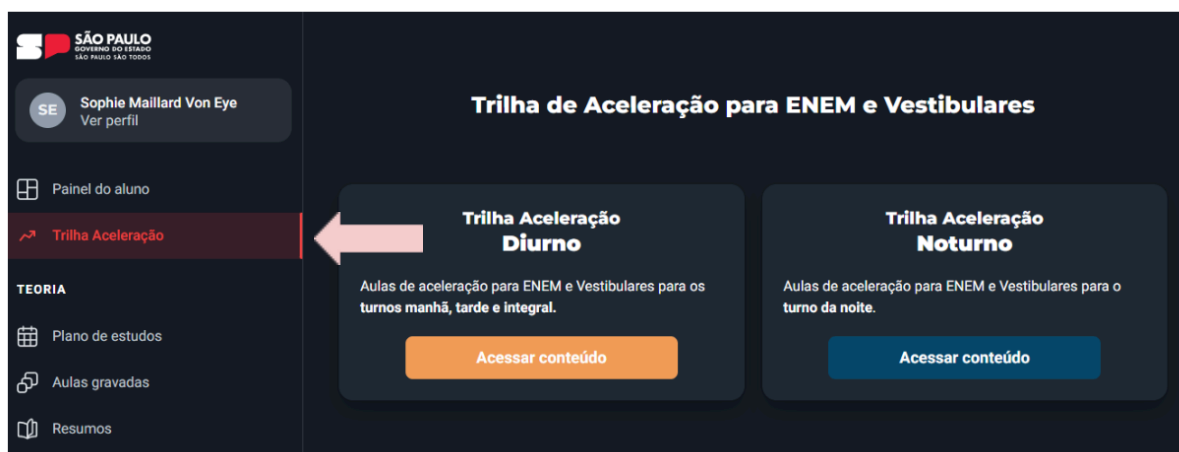 SÃO PAULO
GOVERNO DO ESTADO
SÃO PAULO SÃO TODOS
SE
Sophie Maillard Von Eye
Ver perfil
Painel do aluno
Trilha Aceleração
TEORIA
Plano de estudos
Aulas gravadas
Resumos
Trilha de Aceleração para ENEM e Vestibulares
Trilha Aceleração
Diurno
Aulas de aceleração para ENEM e Vestibulares para os
turnos manhã, tarde e integral.
Acessar conteúdo
Trilha Aceleração
Noturno
Aulas de aceleração para ENEM e Vestibulares para o
turno da noite.
Acessar conteúdo